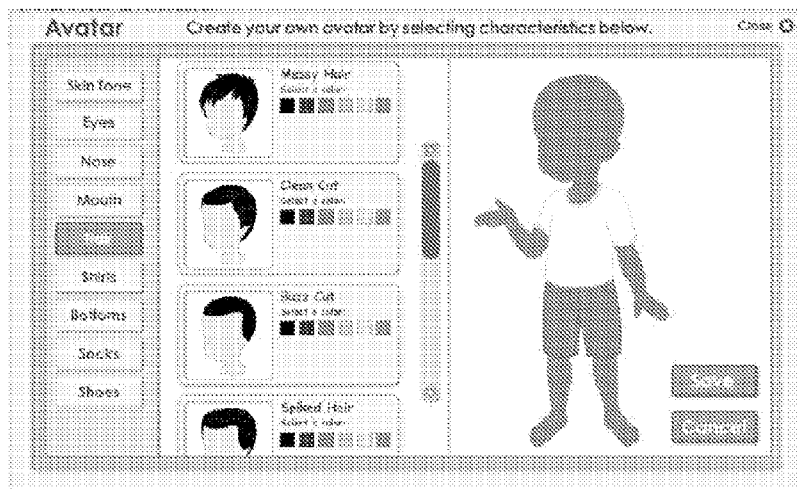 Avatar
Create your own avatar by selecting characteristics below.
Close
Skin Tone
Eyes
Nose
Mouth
Hair
Shirts
Bottoms
Socks
Shoes
Messy Hair
Select a color:
Clean Cut
Select a color:
Buzz Cut
Select a color:
Spiked Hair
Select a color:
Save
Cancel